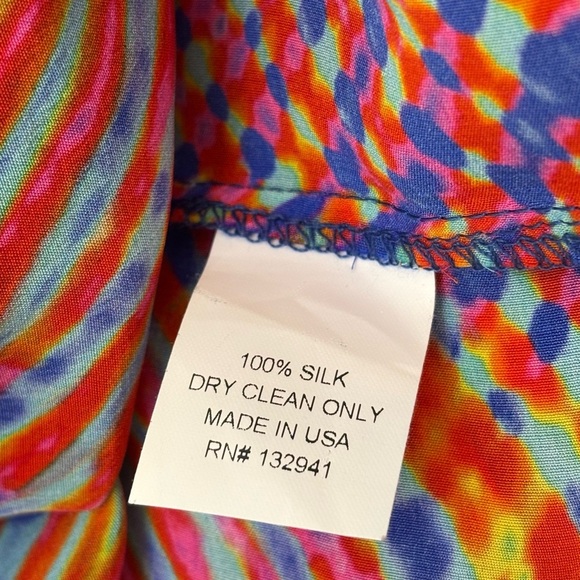 100% SILK
DRY CLEAN ONLY
MADE IN USA
RN# 132941